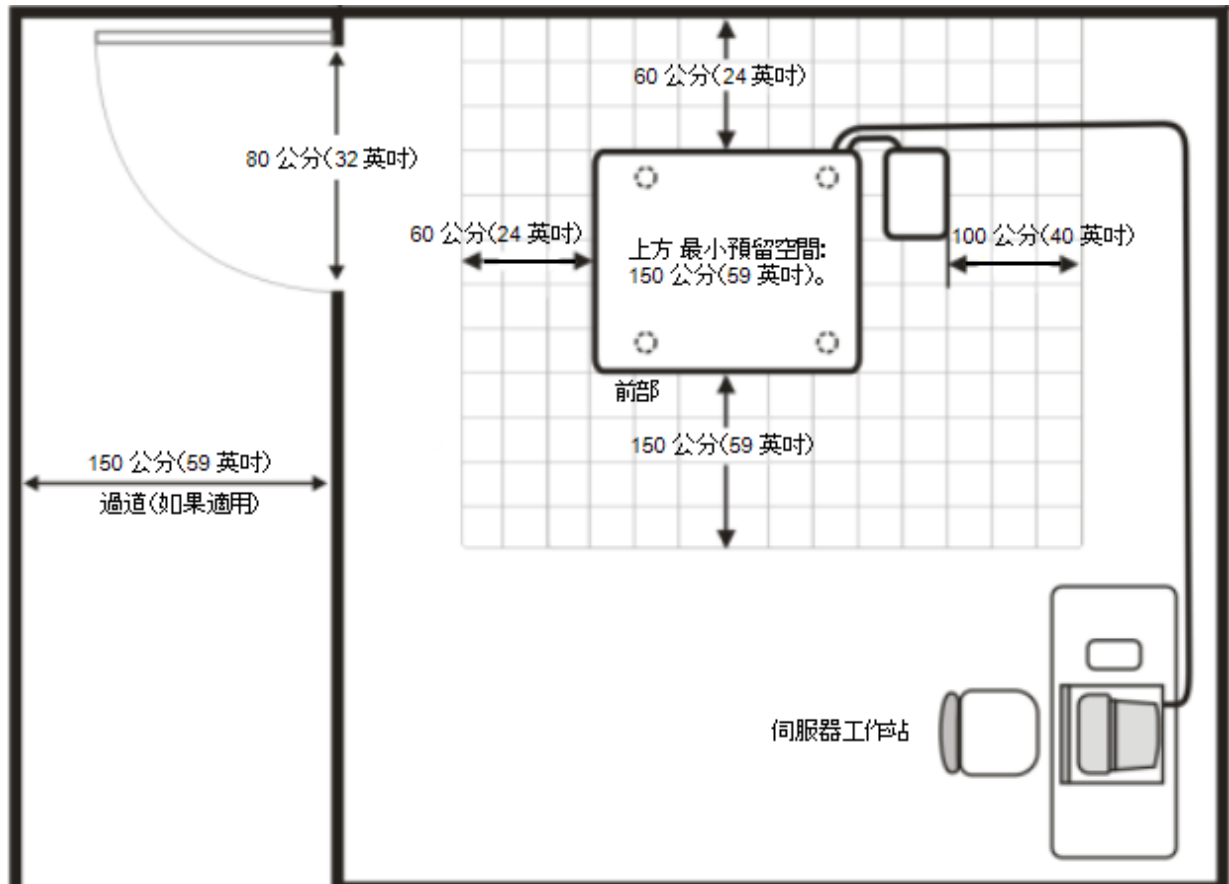 60 公分(24 英吋)
80 公分(32 英吋)
60 公分(24 英吋)
上方 最小預留空間:
150 公分(59 英吋)。
100 公分(40 英吋)
前部
150 公分(59 英吋)
150 公分(59 英吋)
過道(如果適用)
伺服器工作站